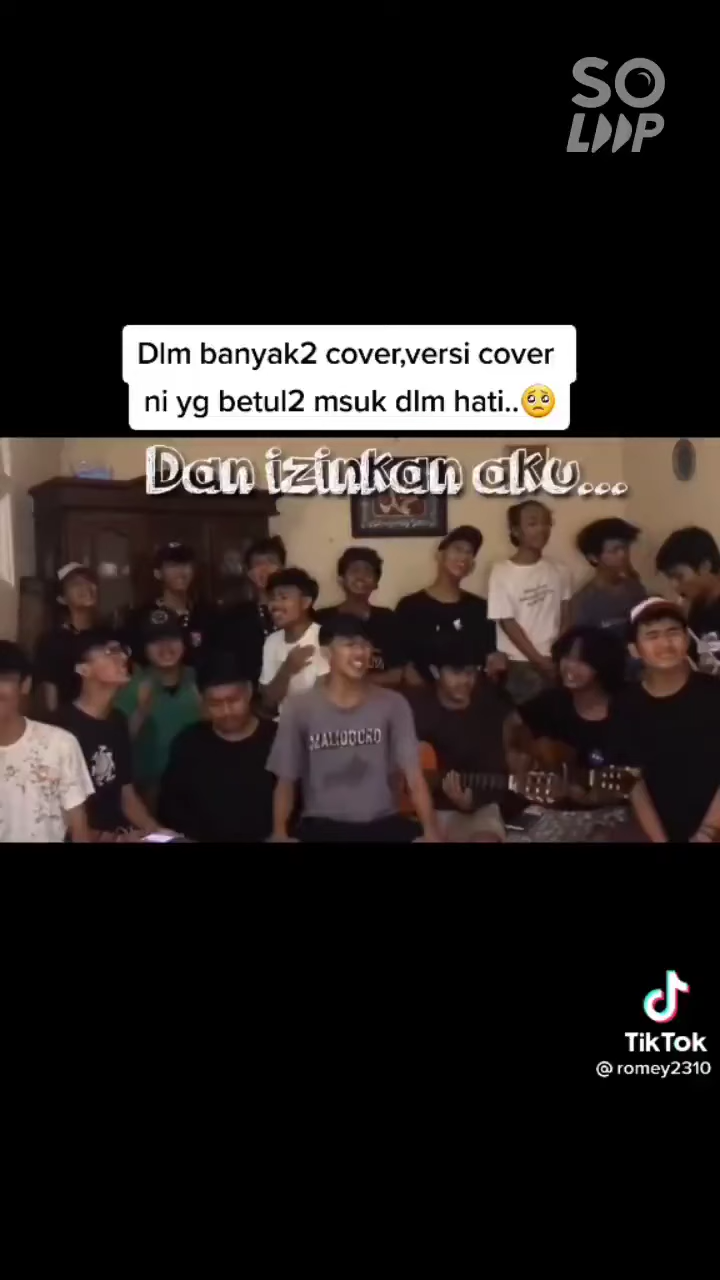 SO
LOOP
Dlm banyak2 cover,versi cover
ni yg betul2 msuk dlm hati..🥺
Dan izinkan aku...
MALIOBORO
TikTok
@romey2310